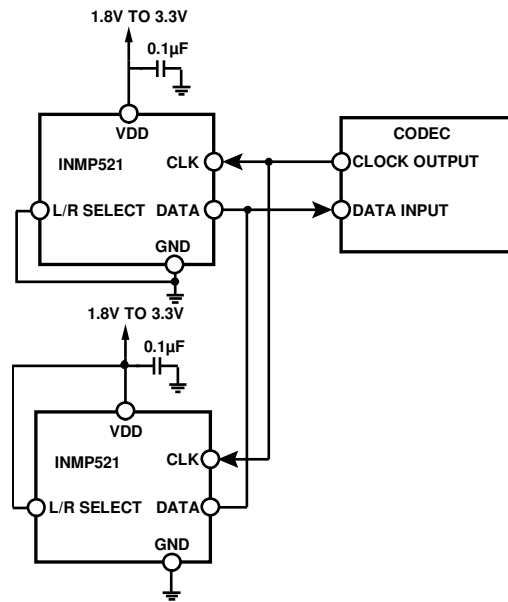 1.8V TO 3.3V
0.1µF
VDD
INMP521
CLK
L/R SELECT
DATA
GND
CODEC
CLOCK OUTPUT
DATA INPUT
1.8V TO 3.3V
0.1µF
VDD
INMP521
CLK
L/R SELECT
DATA
GND